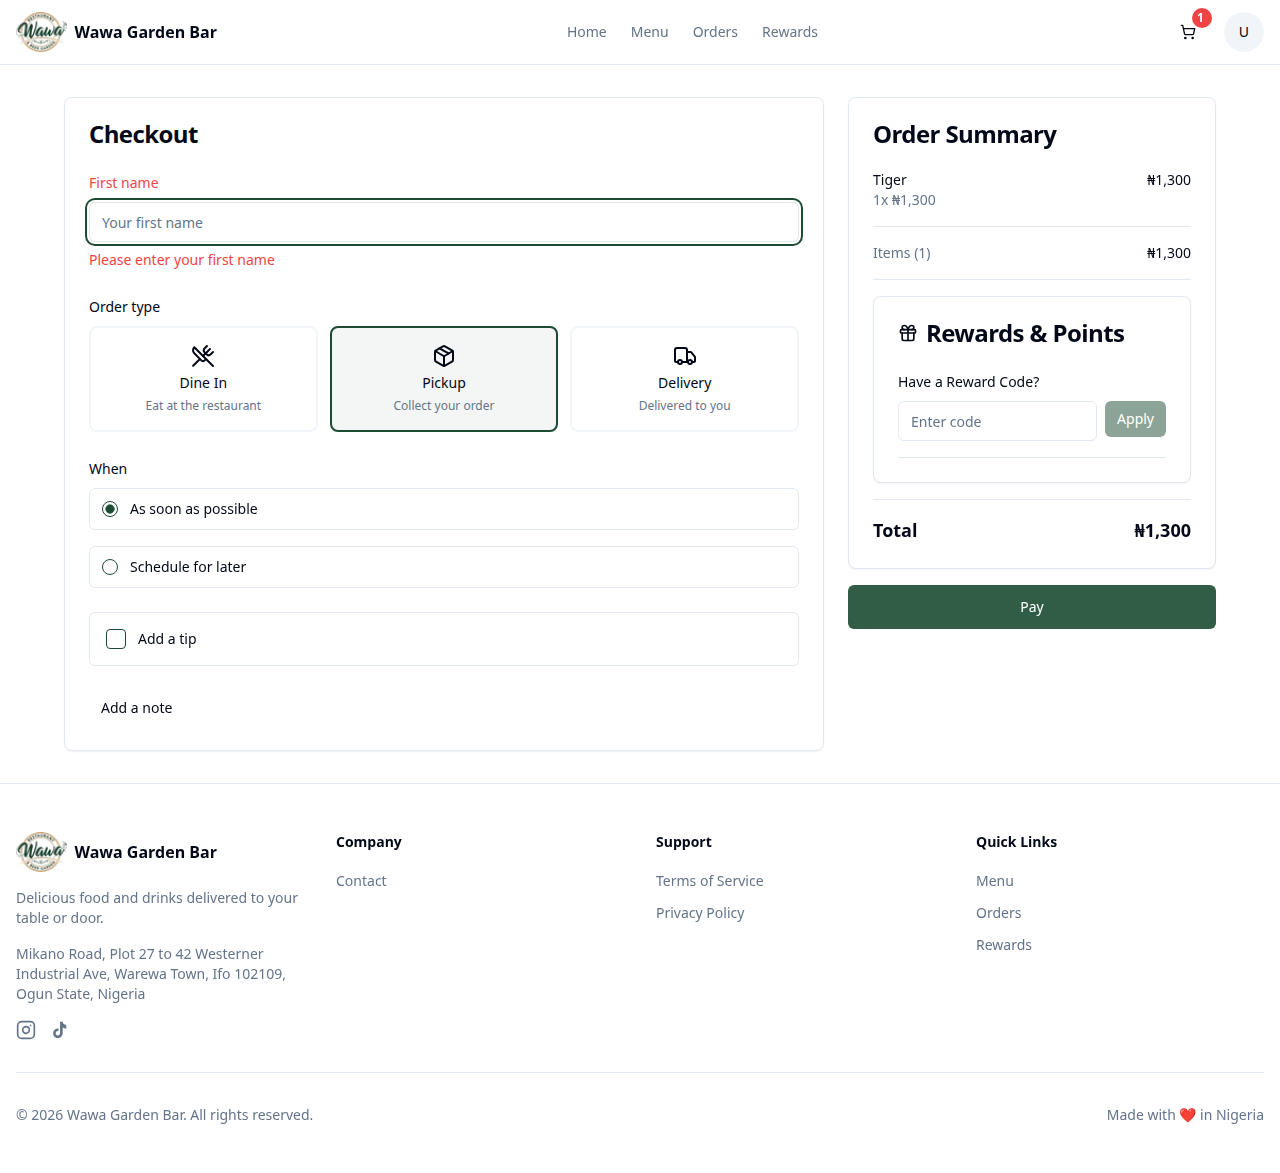 Wawa
Wawa Garden Bar
Home
Menu
Orders
Rewards
1
U
Checkout
First name
Your first name
Please enter your first name
Order type
Dine In
Eat at the restaurant
Pickup
Collect your order
Delivery
Delivered to you
When
As soon as possible
Schedule for later
Add a tip
Add a note
Order Summary
Tiger ₦1,300
1x ₦1,300
Items (1) ₦1,300
Rewards & Points
Have a Reward Code?
Enter code
Apply
Total ₦1,300
Pay
Wawa
Wawa Garden Bar
Delicious food and drinks delivered to your
table or door.
Mikano Road, Plot 27 to 42 Westerner
Industrial Ave, Warewa Town, Ifo 102109,
Ogun State, Nigeria
Company
Contact
Support
Terms of Service
Privacy Policy
Quick Links
Menu
Orders
Rewards
© 2026 Wawa Garden Bar. All rights reserved.
Made with ❤️ in Nigeria